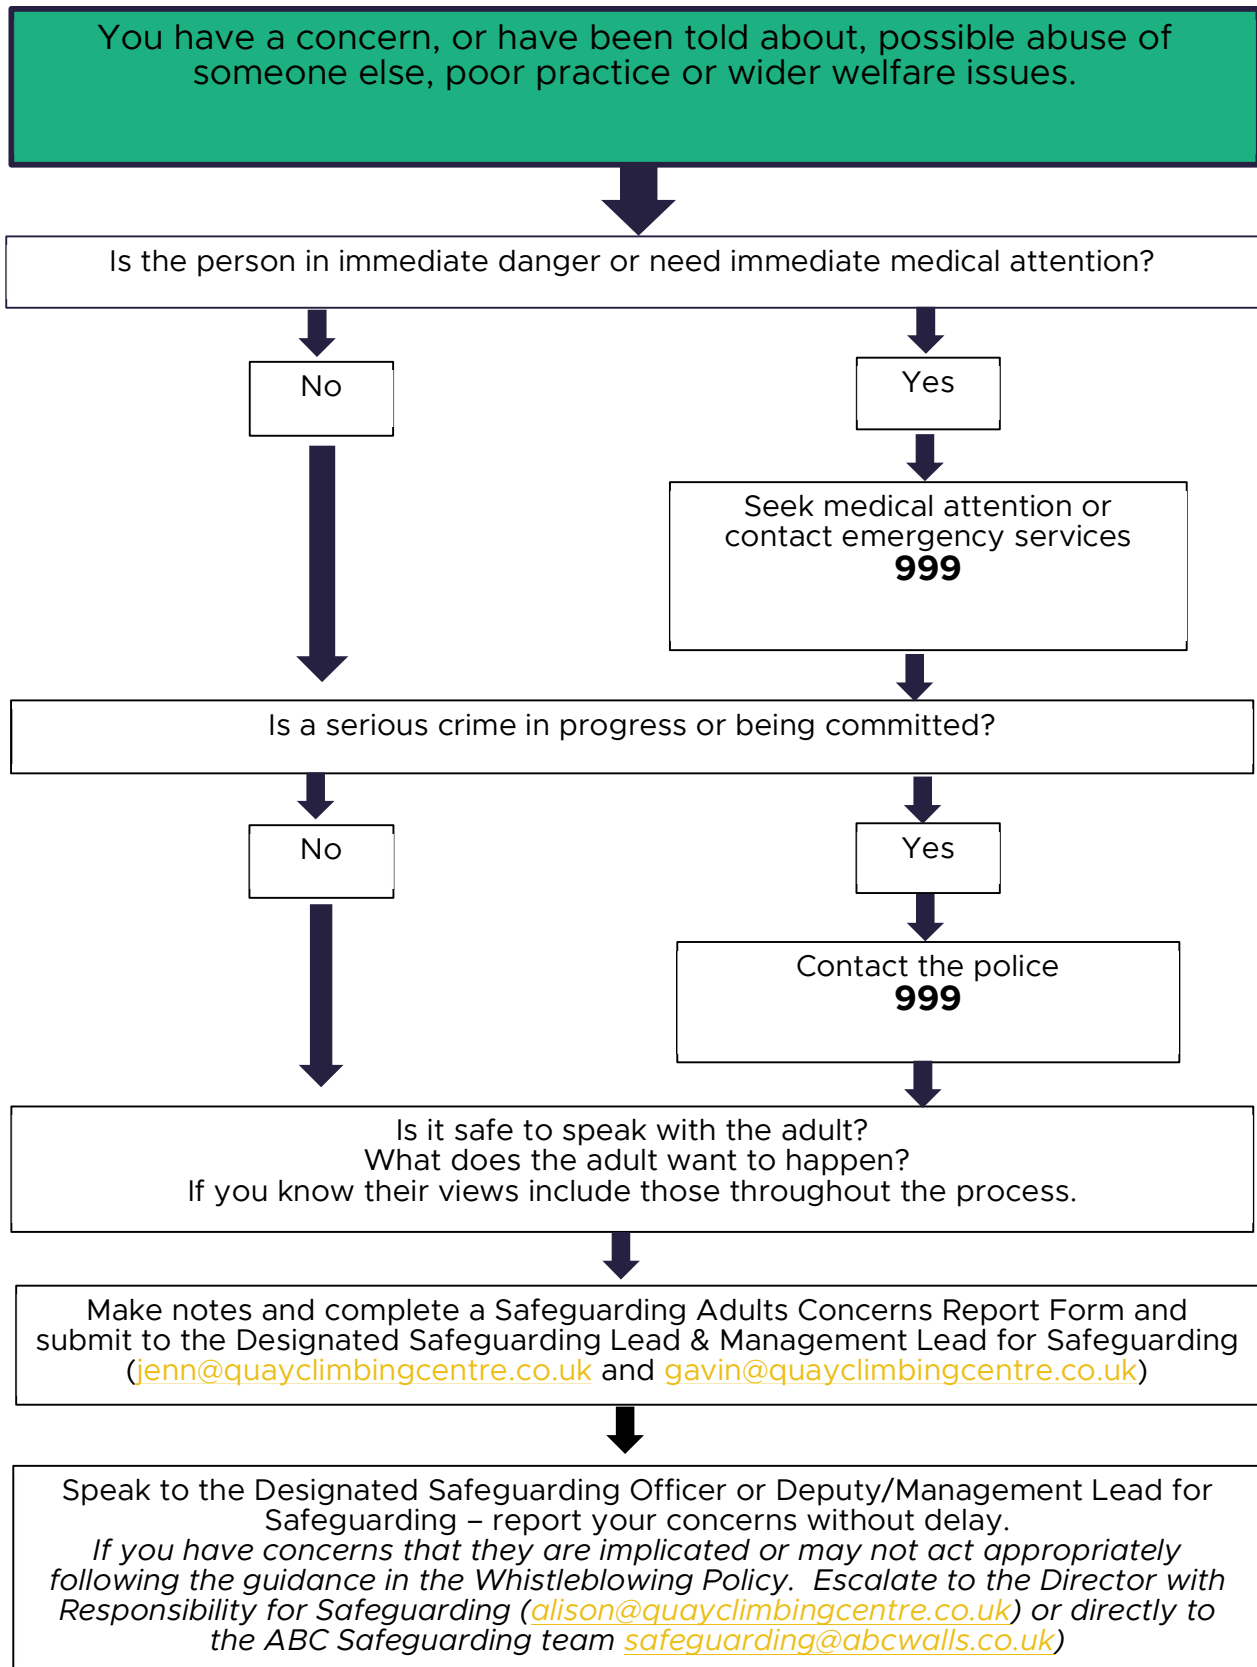 You have a concern, or have been told about, possible abuse of
someone else, poor practice or wider welfare issues.
Is the person in immediate danger or need immediate medical attention?
No
Yes
Seek medical attention or
contact emergency services
999
Is a serious crime in progress or being committed?
No
Yes
Contact the police
999
Is it safe to speak with the adult?
What does the adult want to happen?
If you know their views include those throughout the process.
Make notes and complete a Safeguarding Adults Concerns Report Form and
submit to the Designated Safeguarding Lead & Management Lead for Safeguarding
(jenn@quayclimbingcentre.co.uk and gavin@quayclimbingcentre.co.uk)
Speak to the Designated Safeguarding Officer or Deputy/Management Lead for
Safeguarding – report your concerns without delay.
If you have concerns that they are implicated or may not act appropriately
following the guidance in the Whistleblowing Policy.  Escalate to the Director with
Responsibility for Safeguarding (alison@quayclimbingcentre.co.uk) or directly to
the ABC Safeguarding team safeguarding@abcwalls.co.uk)